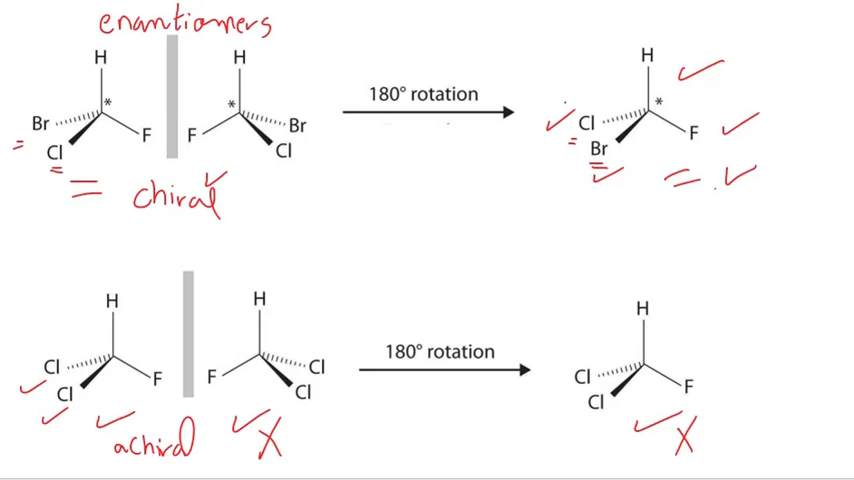 enantiomers
H
H
H
180° rotation
*
*
*
Br
F
F
Br
Cl
F
Cl
Cl
Br
=
=
=
=
=
=
chiral
H
H
H
180° rotation
Cl
F
F
Cl
Cl
F
Cl
Cl
Cl
achiral
X
X